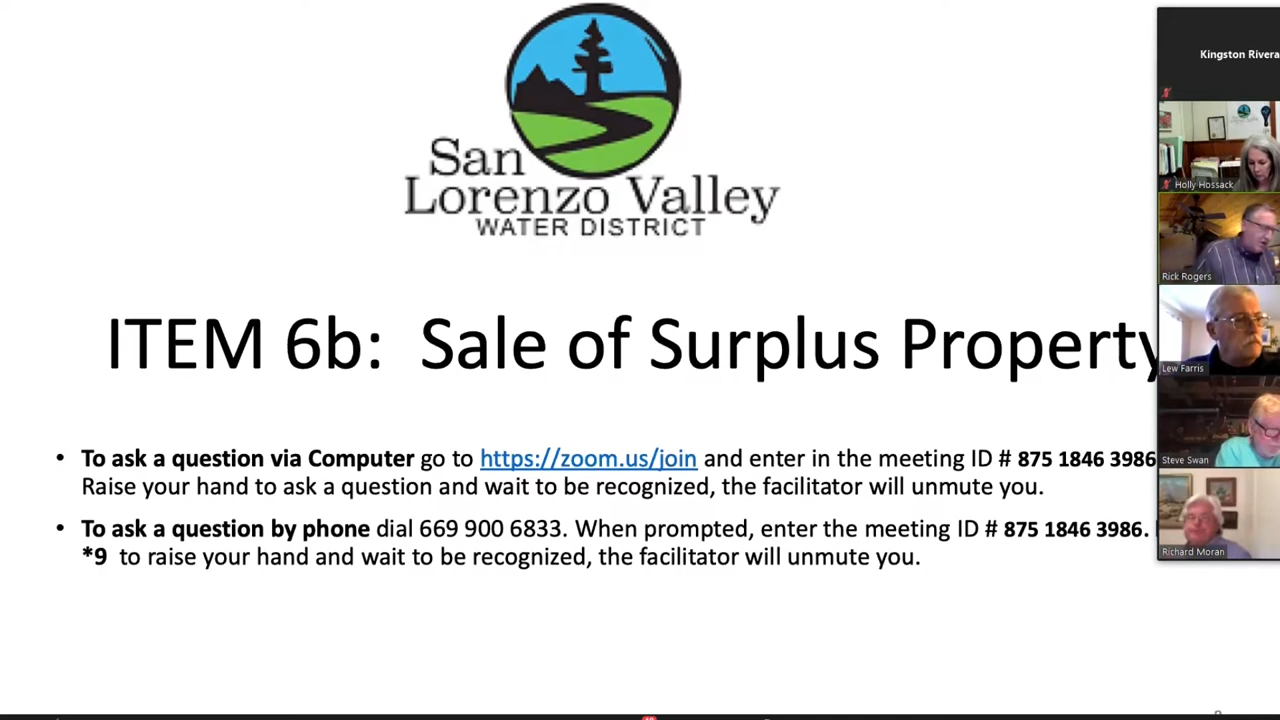 San
Lorenzo Valley
WATER DISTRICT
ITEM 6b: Sale of Surplus Property
• To ask a question via Computer go to https://zoom.us/join and enter in the meeting ID # 875 1846 3986
Raise your hand to ask a question and wait to be recognized, the facilitator will unmute you.
• To ask a question by phone dial 669 900 6833. When prompted, enter the meeting ID # 875 1846 3986.
*9 to raise your hand and wait to be recognized, the facilitator will unmute you.
Kingston Rivera
Holly Hossack
Rick Rogers
Lew Farris
Steve Swan
Richard Moran